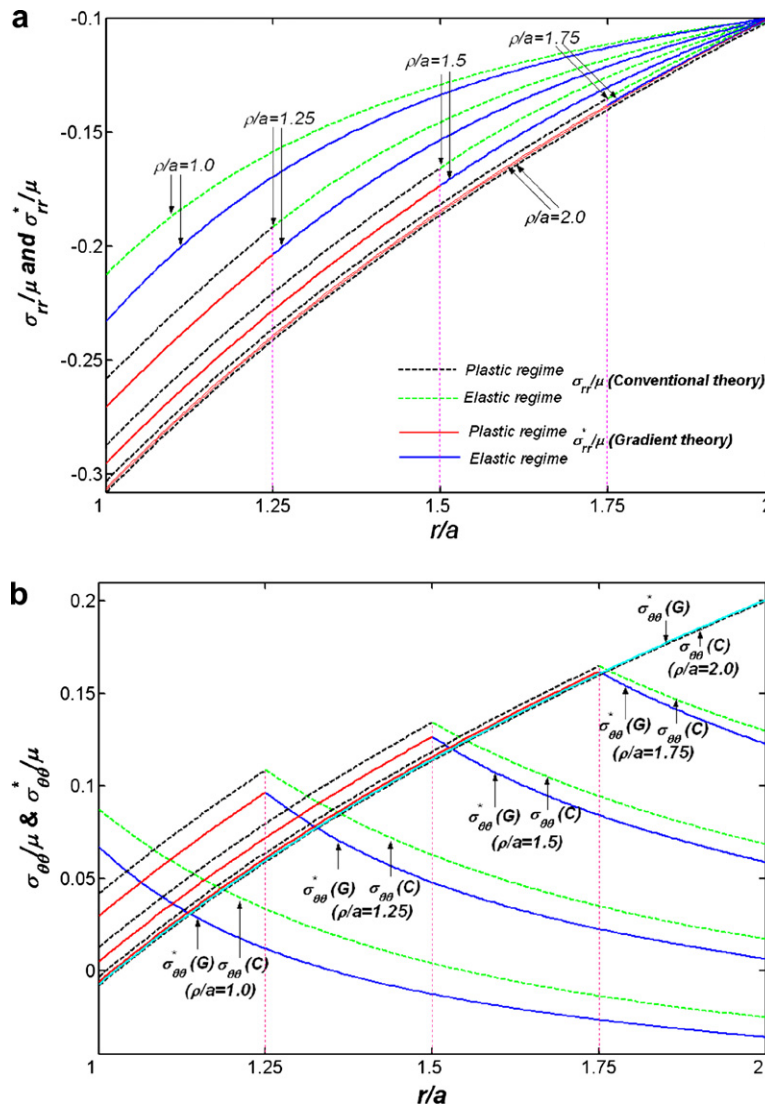 a
-0.1
-0.15
-0.2
-0.25
-0.3
σrr/μ and σ*rr/μ
ρ/a=1.0
ρ/a=1.25
ρ/a=1.5
ρ/a=1.75
ρ/a=2.0
Plastic regime
Elastic regime
σrr/μ (Conventional theory)
Plastic regime
Elastic regime
σ*rr/μ (Gradient theory)
1 1.25 1.5 1.75 2
r/a
b
0.2
0.15
0.1
0.05
0
σθθ/μ & σ*θθ/μ
σ*θθ(G)
σθθ(C)
(ρ/a=2.0)
σ*θθ(G) σθθ(C)
(ρ/a=1.75)
σ*θθ(G) σθθ(C)
(ρ/a=1.5)
σ*θθ(G) σθθ(C)
(ρ/a=1.25)
σ*θθ(G) σθθ(C)
(ρ/a=1.0)
1 1.25 1.5 1.75 2
r/a